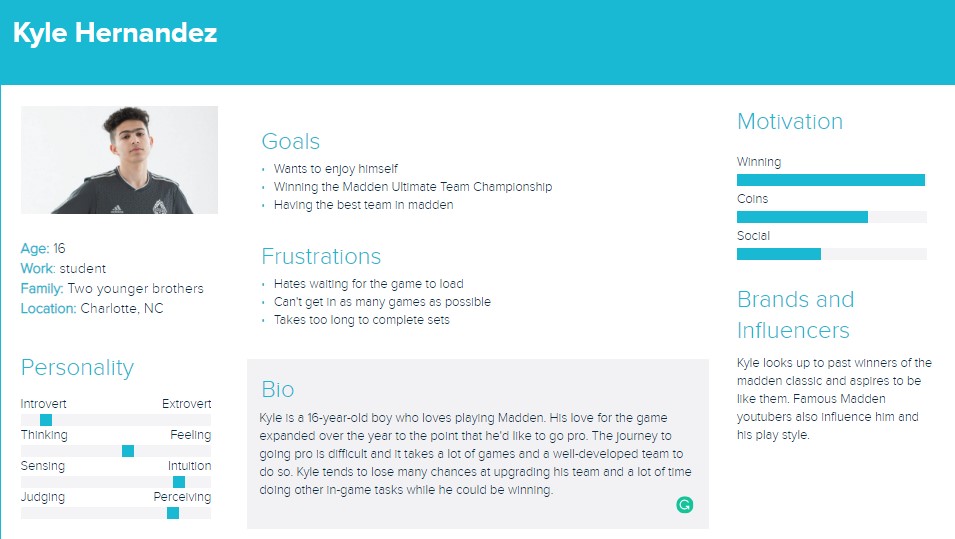 Kyle Hernandez
Age: 16
Work: student
Family: Two younger brothers
Location: Charlotte, NC
Personality
Introvert Extrovert
Thinking Feeling
Sensing Intuition
Judging Perceiving
Goals
• Wants to enjoy himself
• Winning the Madden Ultimate Team Championship
• Having the best team in madden
Frustrations
• Hates waiting for the game to load
• Can't get in as many games as possible
• Takes too long to complete sets
Bio
Kyle is a 16-year-old boy who loves playing Madden. His love for the game
expanded over the year to the point that he'd like to go pro. The journey to
going pro is difficult and it takes a lot of games and a well-developed team to
do so. Kyle tends to lose many chances at upgrading his team and a lot of time
doing other in-game tasks while he could be winning.
Motivation
Winning
Coins
Social
Brands and
Influencers
Kyle looks up to past winners of the
madden classic and aspires to be
like them. Famous Madden
youtubers also influence him and
his play style.